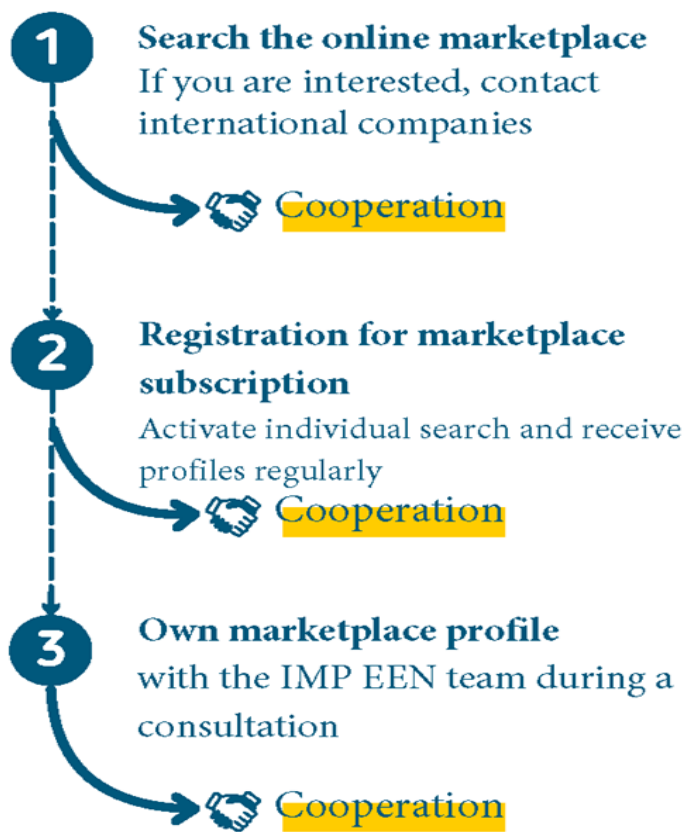 1
Search the online marketplace
If you are interested, contact
international companies
Cooperation
2
Registration for marketplace
subscription
Activate individual search and receive
profiles regularly
Cooperation
3
Own marketplace profile
with the IMP EEN team during a
consultation
Cooperation